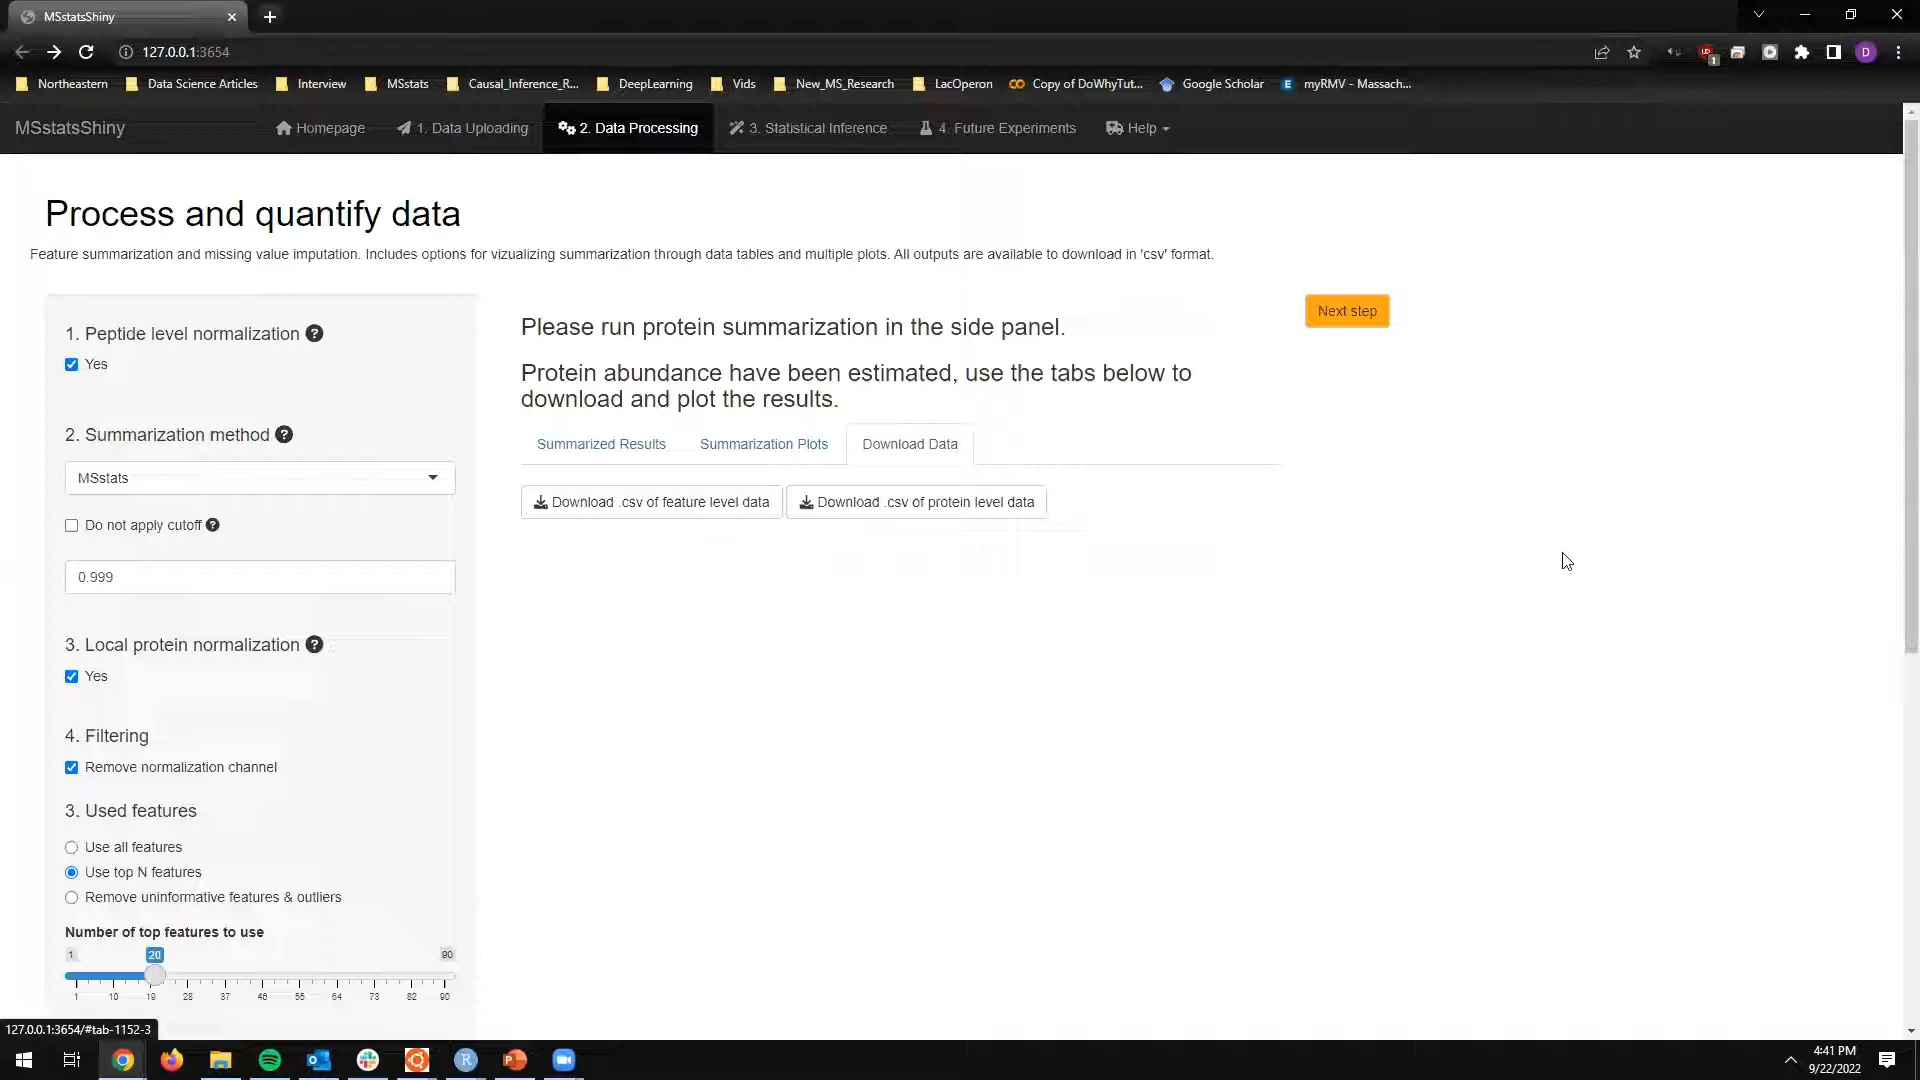 MSstatsShiny
127.0.0.1:3654
Northeastern
Data Science Articles
Interview
MSstats
Causal_Inference_R...
DeepLearning
Vids
New_MS_Research
LacOperon
Copy of DoWhyTut...
Google Scholar
myRMV - Massach...
MSstatsShiny
Homepage
1. Data Uploading
2. Data Processing
3. Statistical Inference
4. Future Experiments
Help
Process and quantify data
Feature summarization and missing value imputation. Includes options for vizualizing summarization through data tables and multiple plots. All outputs are available to download in 'csv' format.
1. Peptide level normalization
Yes
2. Summarization method
MSstats
Do not apply cutoff
0.999
3. Local protein normalization
Yes
4. Filtering
Remove normalization channel
3. Used features
Use all features
Use top N features
Remove uninformative features & outliers
Number of top features to use
1 20 90
1 10 19 28 37 46 55 64 73 82 90
Please run protein summarization in the side panel.
Protein abundance have been estimated, use the tabs below to
download and plot the results.
Summarized Results
Summarization Plots
Download Data
Download .csv of feature level data
Download .csv of protein level data
Next step
127.0.0.1:3654/#tab-1152-3
4:41 PM
9/22/2022